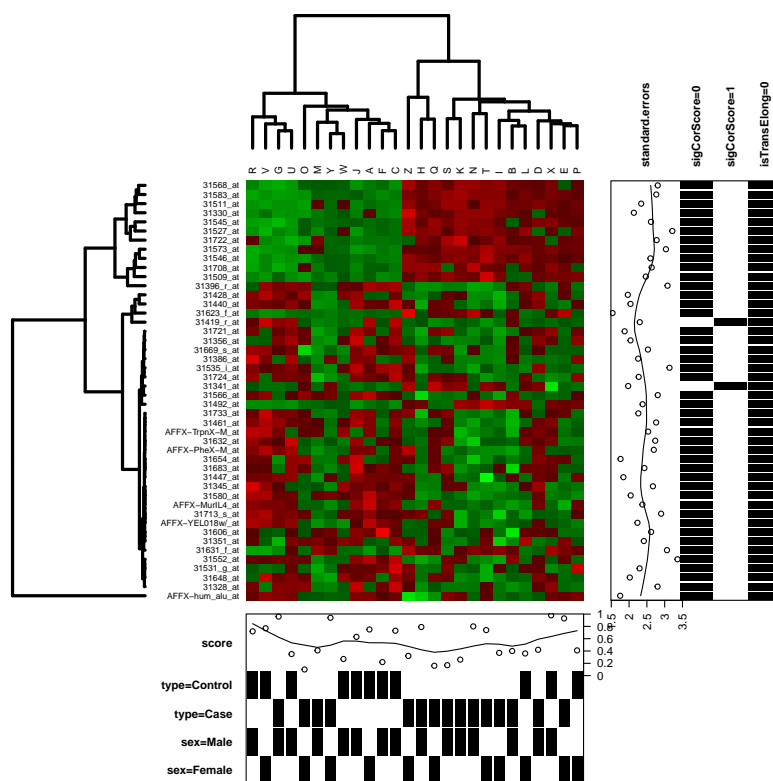 standard.errors
sigCorScore=0
sigCorScore=1
isTransElong=0
R V G U O M Y W J A F C Z H Q S K N T I B L D X E P
31568_at
31583_at
31511_at
31330_at
31545_at
31527_at
31722_at
31573_at
31546_at
31708_at
31509_at
31396_r_at
31428_at
31440_at
31623_f_at
31419_r_at
31721_at
31356_at
31669_s_at
31386_at
31535_i_at
31724_at
31341_at
31566_at
31492_at
31733_at
31461_at
AFFX−TrpnX−M_at
31632_at
AFFX−PheX−M_at
31654_at
31683_at
31447_at
31345_at
31580_at
AFFX−MurIL4_at
31713_s_at
AFFX−YEL018w/_at
31606_at
31351_at
31631_f_at
31552_at
31531_g_at
31648_at
31328_at
AFFX−hum_alu_at
1.5 2 2.5 3 3.5
score
0 0.2 0.4 0.6 0.8 1
type=Control
type=Case
sex=Male
sex=Female